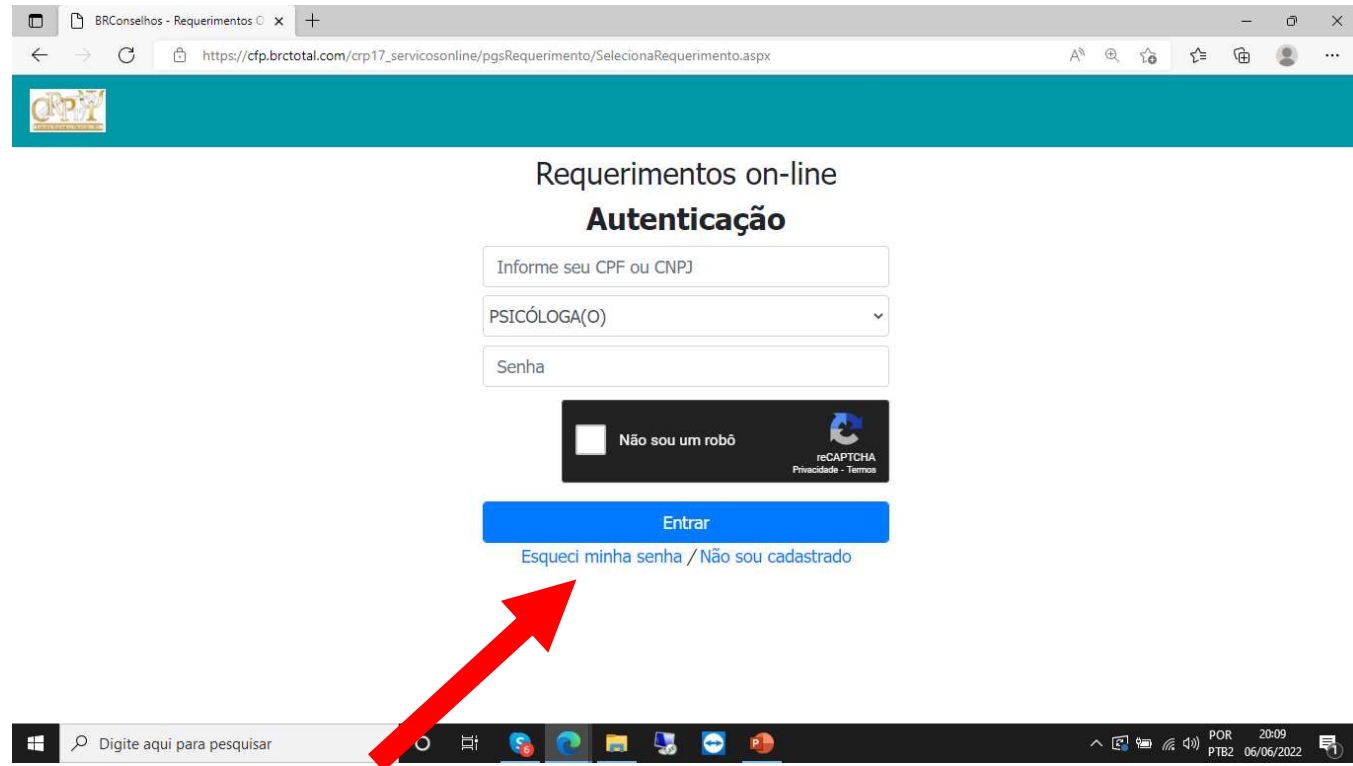 BRConselhos - Requerimentos O
https://cfp.brctotal.com/crp17_servicosonline/pgsRequerimento/SelecionaRequerimento.aspx
CRP
Requerimentos on-line
Autenticação
Informe seu CPF ou CNPJ
PSICÓLOGA(O)
Senha
Não sou um robô
reCAPTCHA
Privacidade - Termos
Entrar
Esqueci minha senha / Não sou cadastrado
Digite aqui para pesquisar
POR
PTB2
20:09
06/06/2022